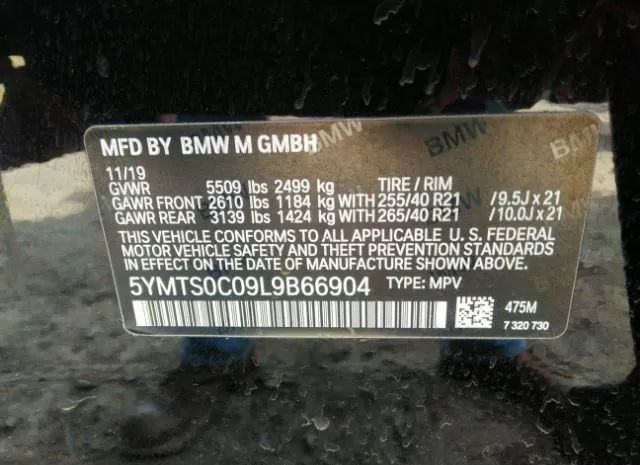 MFD BY BMW M GMBH
11/19
GVWR 5509 lbs 2499 kg TIRE / RIM
GAWR FRONT 2610 lbs 1184 kg WITH 255/40 R21 / 9.5J x 21
GAWR REAR 3139 lbs 1424 kg WITH 265/40 R21 / 10.0J x 21
THIS VEHICLE CONFORMS TO ALL APPLICABLE U. S. FEDERAL
MOTOR VEHICLE SAFETY AND THEFT PREVENTION STANDARDS
IN EFFECT ON THE DATE OF MANUFACTURE SHOWN ABOVE.
5YMTS0C09L9B66904 TYPE: MPV
475M
7 320 730
BMW
BMW